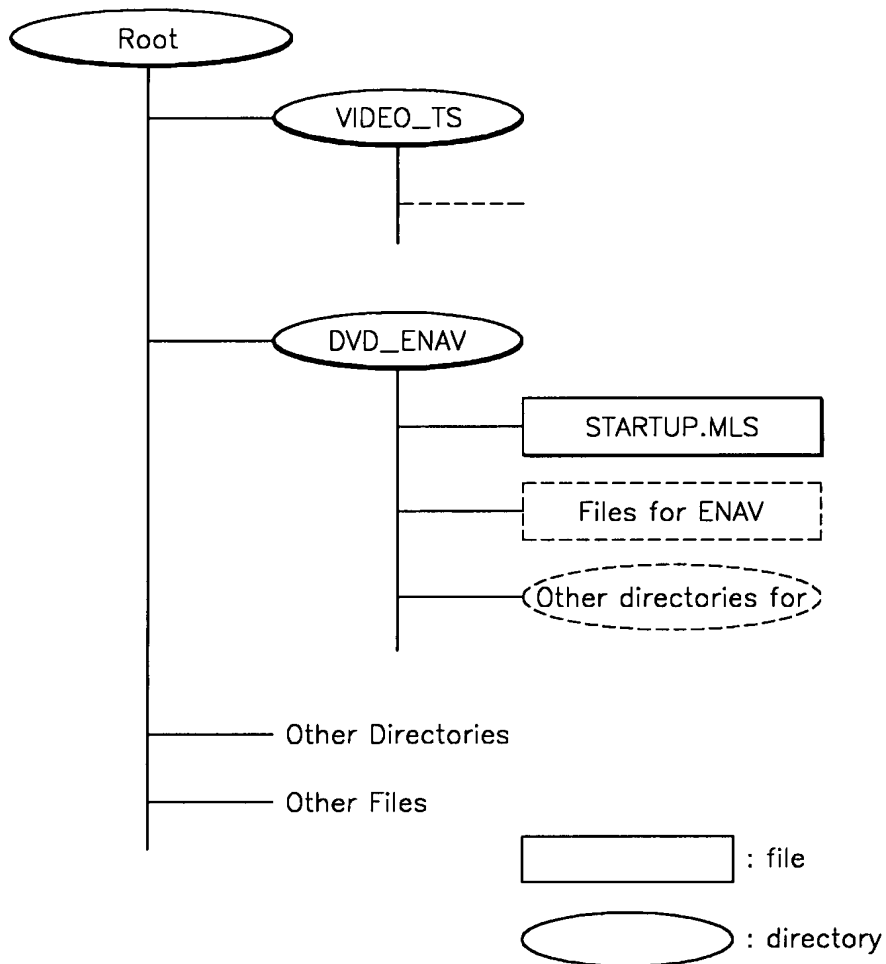 Root
VIDEO_TS
DVD_ENAV
STARTUP.MLS
Files for ENAV
Other directories for
Other Directories
Other Files
: file
: directory